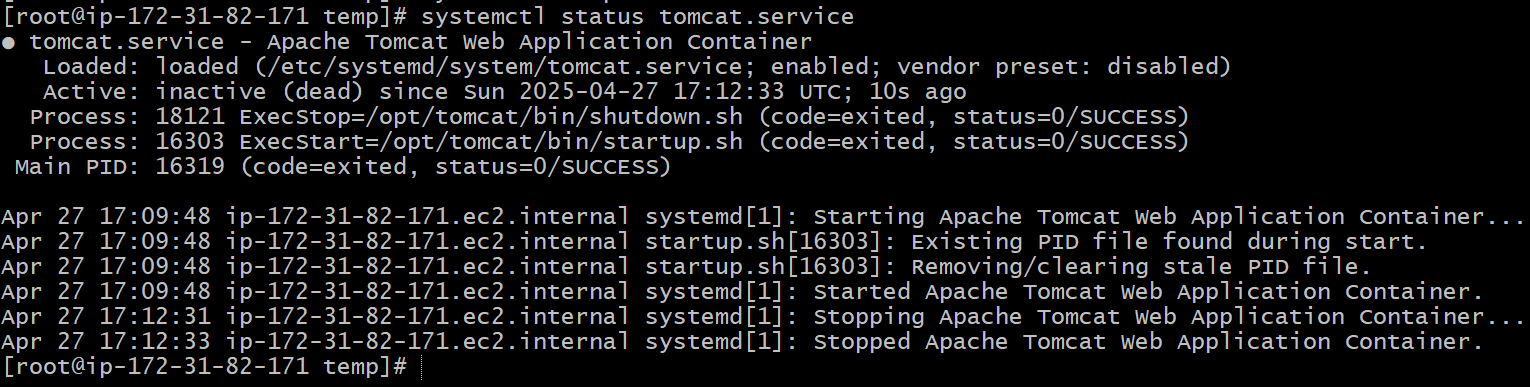 [root@ip-172-31-82-171 temp]# systemctl status tomcat.service
● tomcat.service - Apache Tomcat Web Application Container
   Loaded: loaded (/etc/systemd/system/tomcat.service; enabled; vendor preset: disabled)
   Active: inactive (dead) since Sun 2025-04-27 17:12:33 UTC; 10s ago
  Process: 18121 ExecStop=/opt/tomcat/bin/shutdown.sh (code=exited, status=0/SUCCESS)
  Process: 16303 ExecStart=/opt/tomcat/bin/startup.sh (code=exited, status=0/SUCCESS)
 Main PID: 16319 (code=exited, status=0/SUCCESS)

Apr 27 17:09:48 ip-172-31-82-171.ec2.internal systemd[1]: Starting Apache Tomcat Web Application Container...
Apr 27 17:09:48 ip-172-31-82-171.ec2.internal startup.sh[16303]: Existing PID file found during start.
Apr 27 17:09:48 ip-172-31-82-171.ec2.internal startup.sh[16303]: Removing/clearing stale PID file.
Apr 27 17:09:48 ip-172-31-82-171.ec2.internal systemd[1]: Started Apache Tomcat Web Application Container.
Apr 27 17:12:31 ip-172-31-82-171.ec2.internal systemd[1]: Stopping Apache Tomcat Web Application Container...
Apr 27 17:12:33 ip-172-31-82-171.ec2.internal systemd[1]: Stopped Apache Tomcat Web Application Container.
[root@ip-172-31-82-171 temp]#